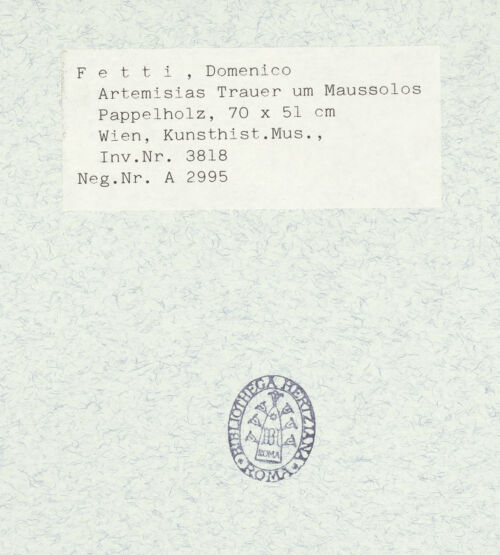 F e t t i , Domenico
Artemisias Trauer um Maussolos
Pappelholz, 70 x 51 cm
Wien, Kunsthist.Mus.,
Inv.Nr. 3818
Neg.Nr. A 2995
BIBLIOTHECA HERTZIANA
ROMA
ROMA